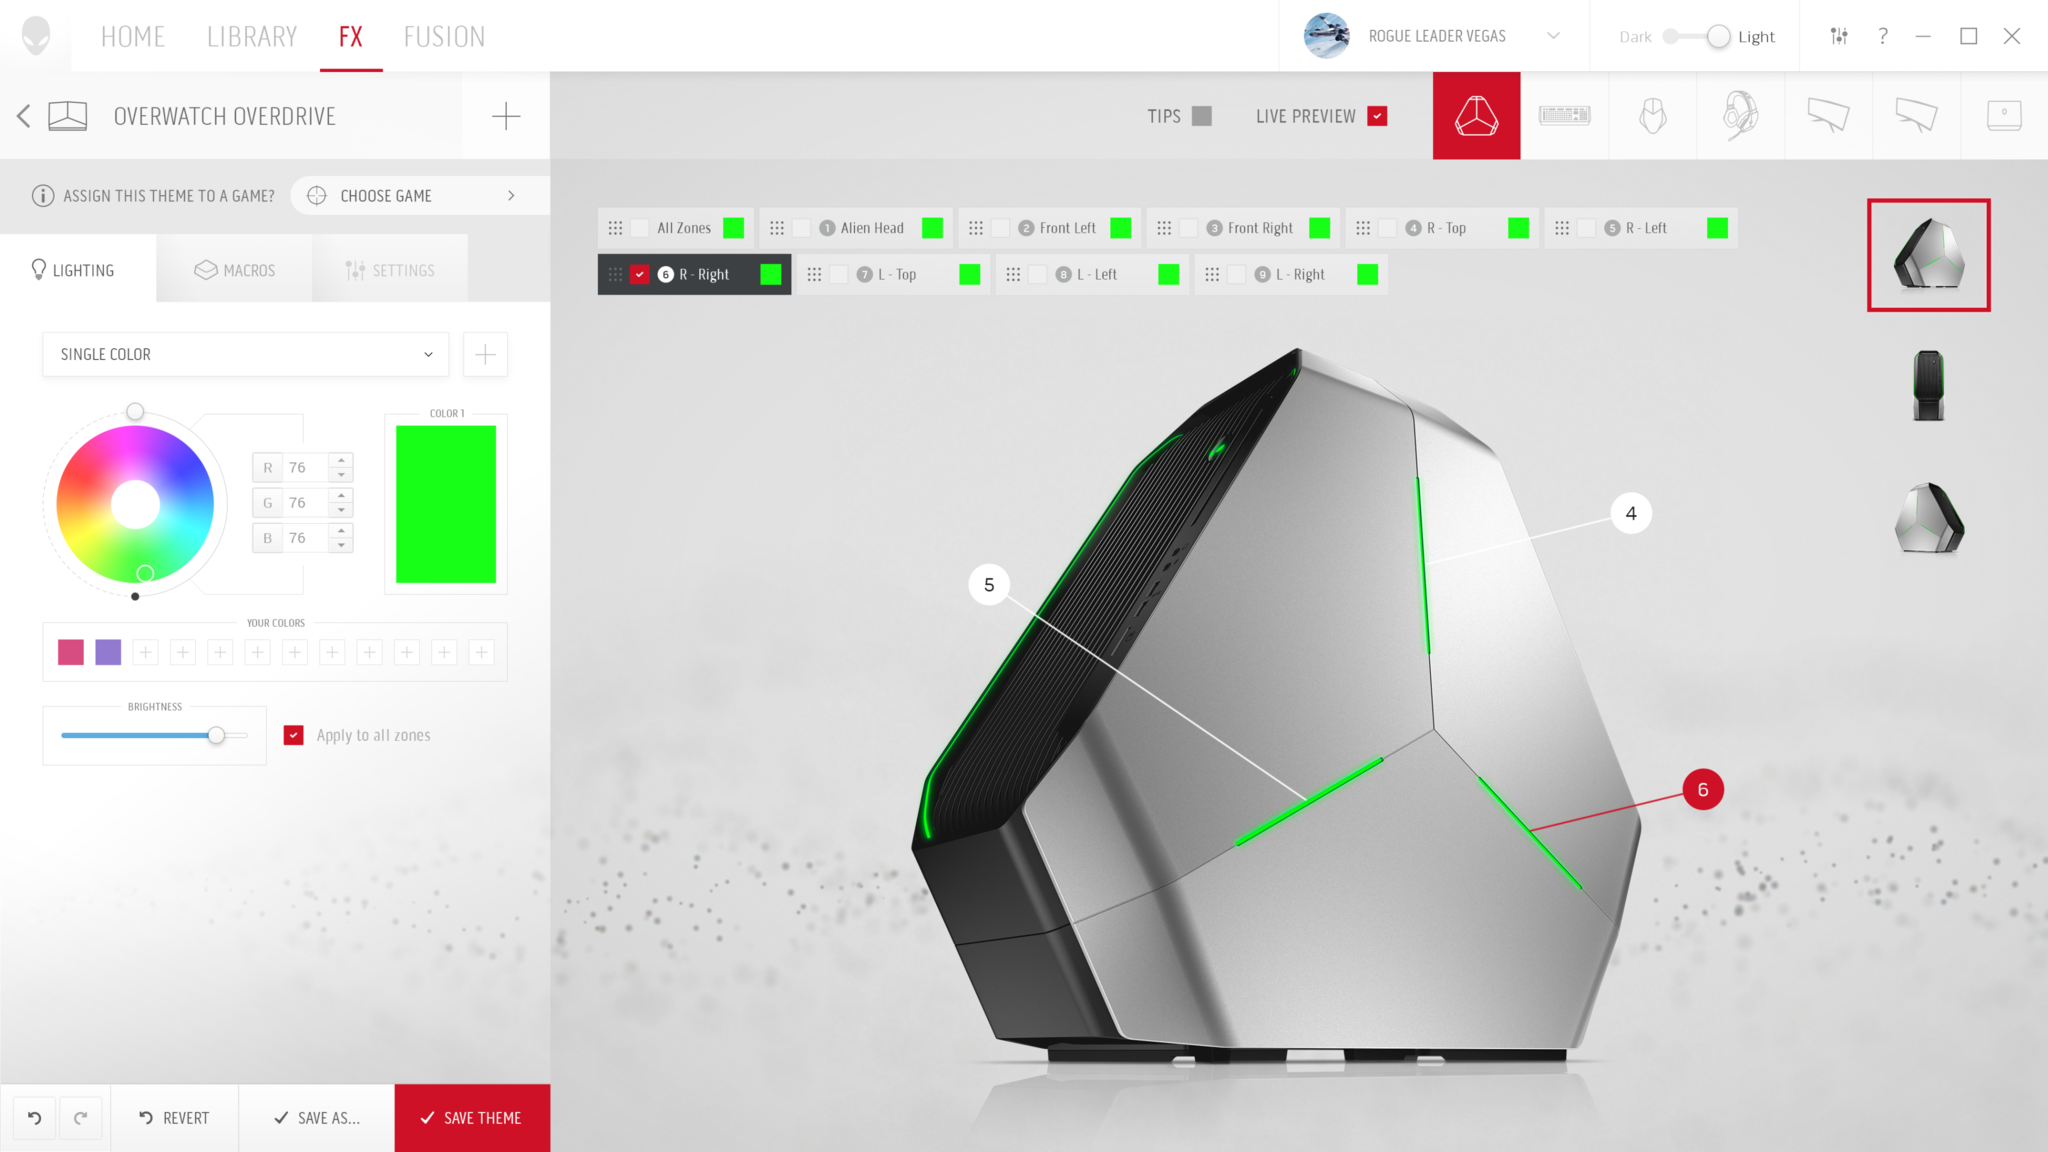 HOME LIBRARY FX FUSION
ROGUE LEADER VEGAS
Dark Light
?
OVERWATCH OVERDRIVE
TIPS
LIVE PREVIEW
ASSIGN THIS THEME TO A GAME?
CHOOSE GAME
All Zones
1 Alien Head
2 Front Left
3 Front Right
4 R - Top
5 R - Left
6 R - Right
7 L - Top
8 L - Left
9 L - Right
LIGHTING
MACROS
SETTINGS
SINGLE COLOR
COLOR 1
R 76
G 76
B 76
4
5
6
YOUR COLORS
BRIGHTNESS
Apply to all zones
REVERT
SAVE AS...
SAVE THEME